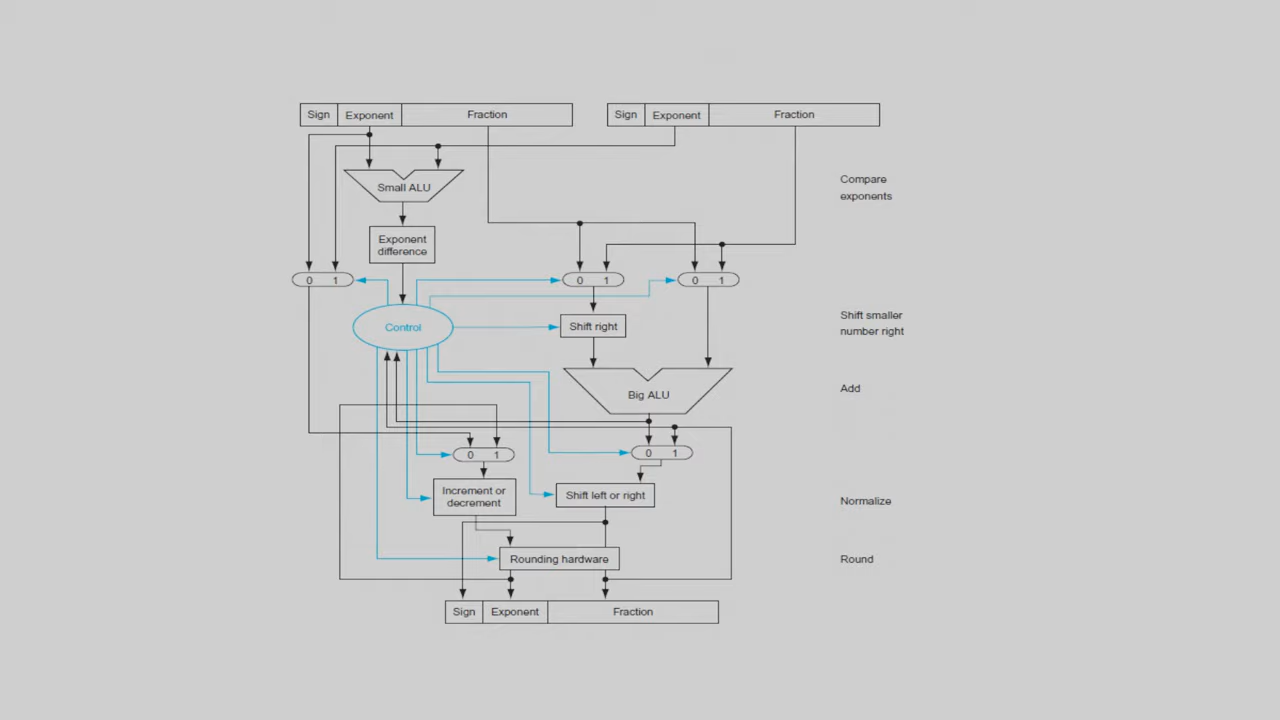 Sign Exponent Fraction Sign Exponent Fraction
Compare
exponents
Small ALU
Exponent
difference
0 1 0 1 0 1
Control
Shift right
Shift smaller
number right
Big ALU
Add
0 1 0 1
Increment or
decrement
Shift left or right
Normalize
Rounding hardware
Round
Sign Exponent Fraction